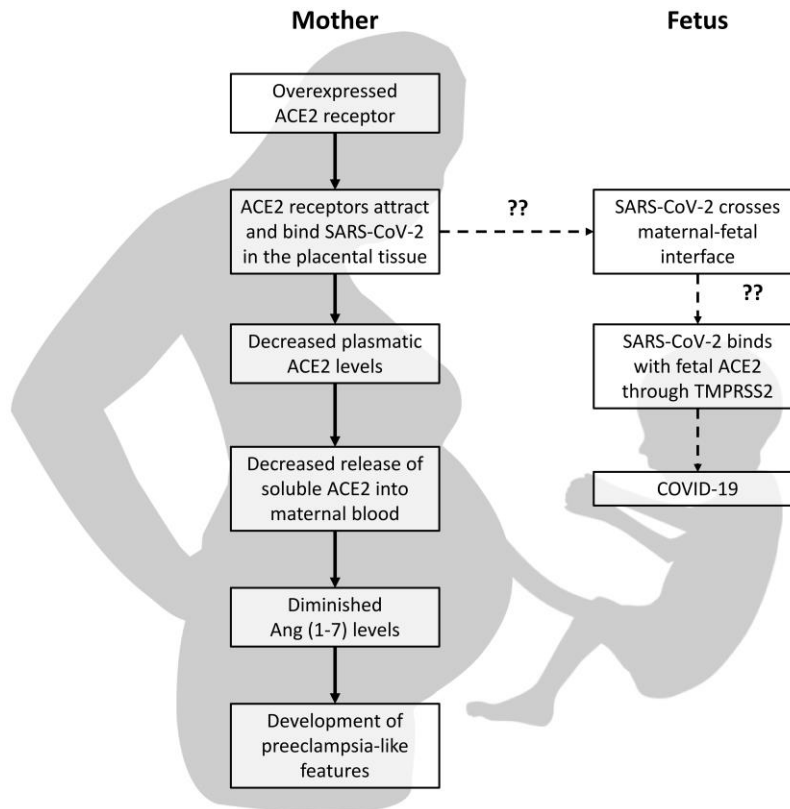 Mother
Overexpressed
ACE2 receptor
ACE2 receptors attract
and bind SARS-CoV-2
in the placental tissue
Decreased plasmatic
ACE2 levels
Decreased release of
soluble ACE2 into
maternal blood
Diminished
Ang (1-7) levels
Development of
preeclampsia-like
features
Fetus
??
SARS-CoV-2 crosses
maternal-fetal
interface
??
SARS-CoV-2 binds
with fetal ACE2
through TMPRSS2
COVID-19